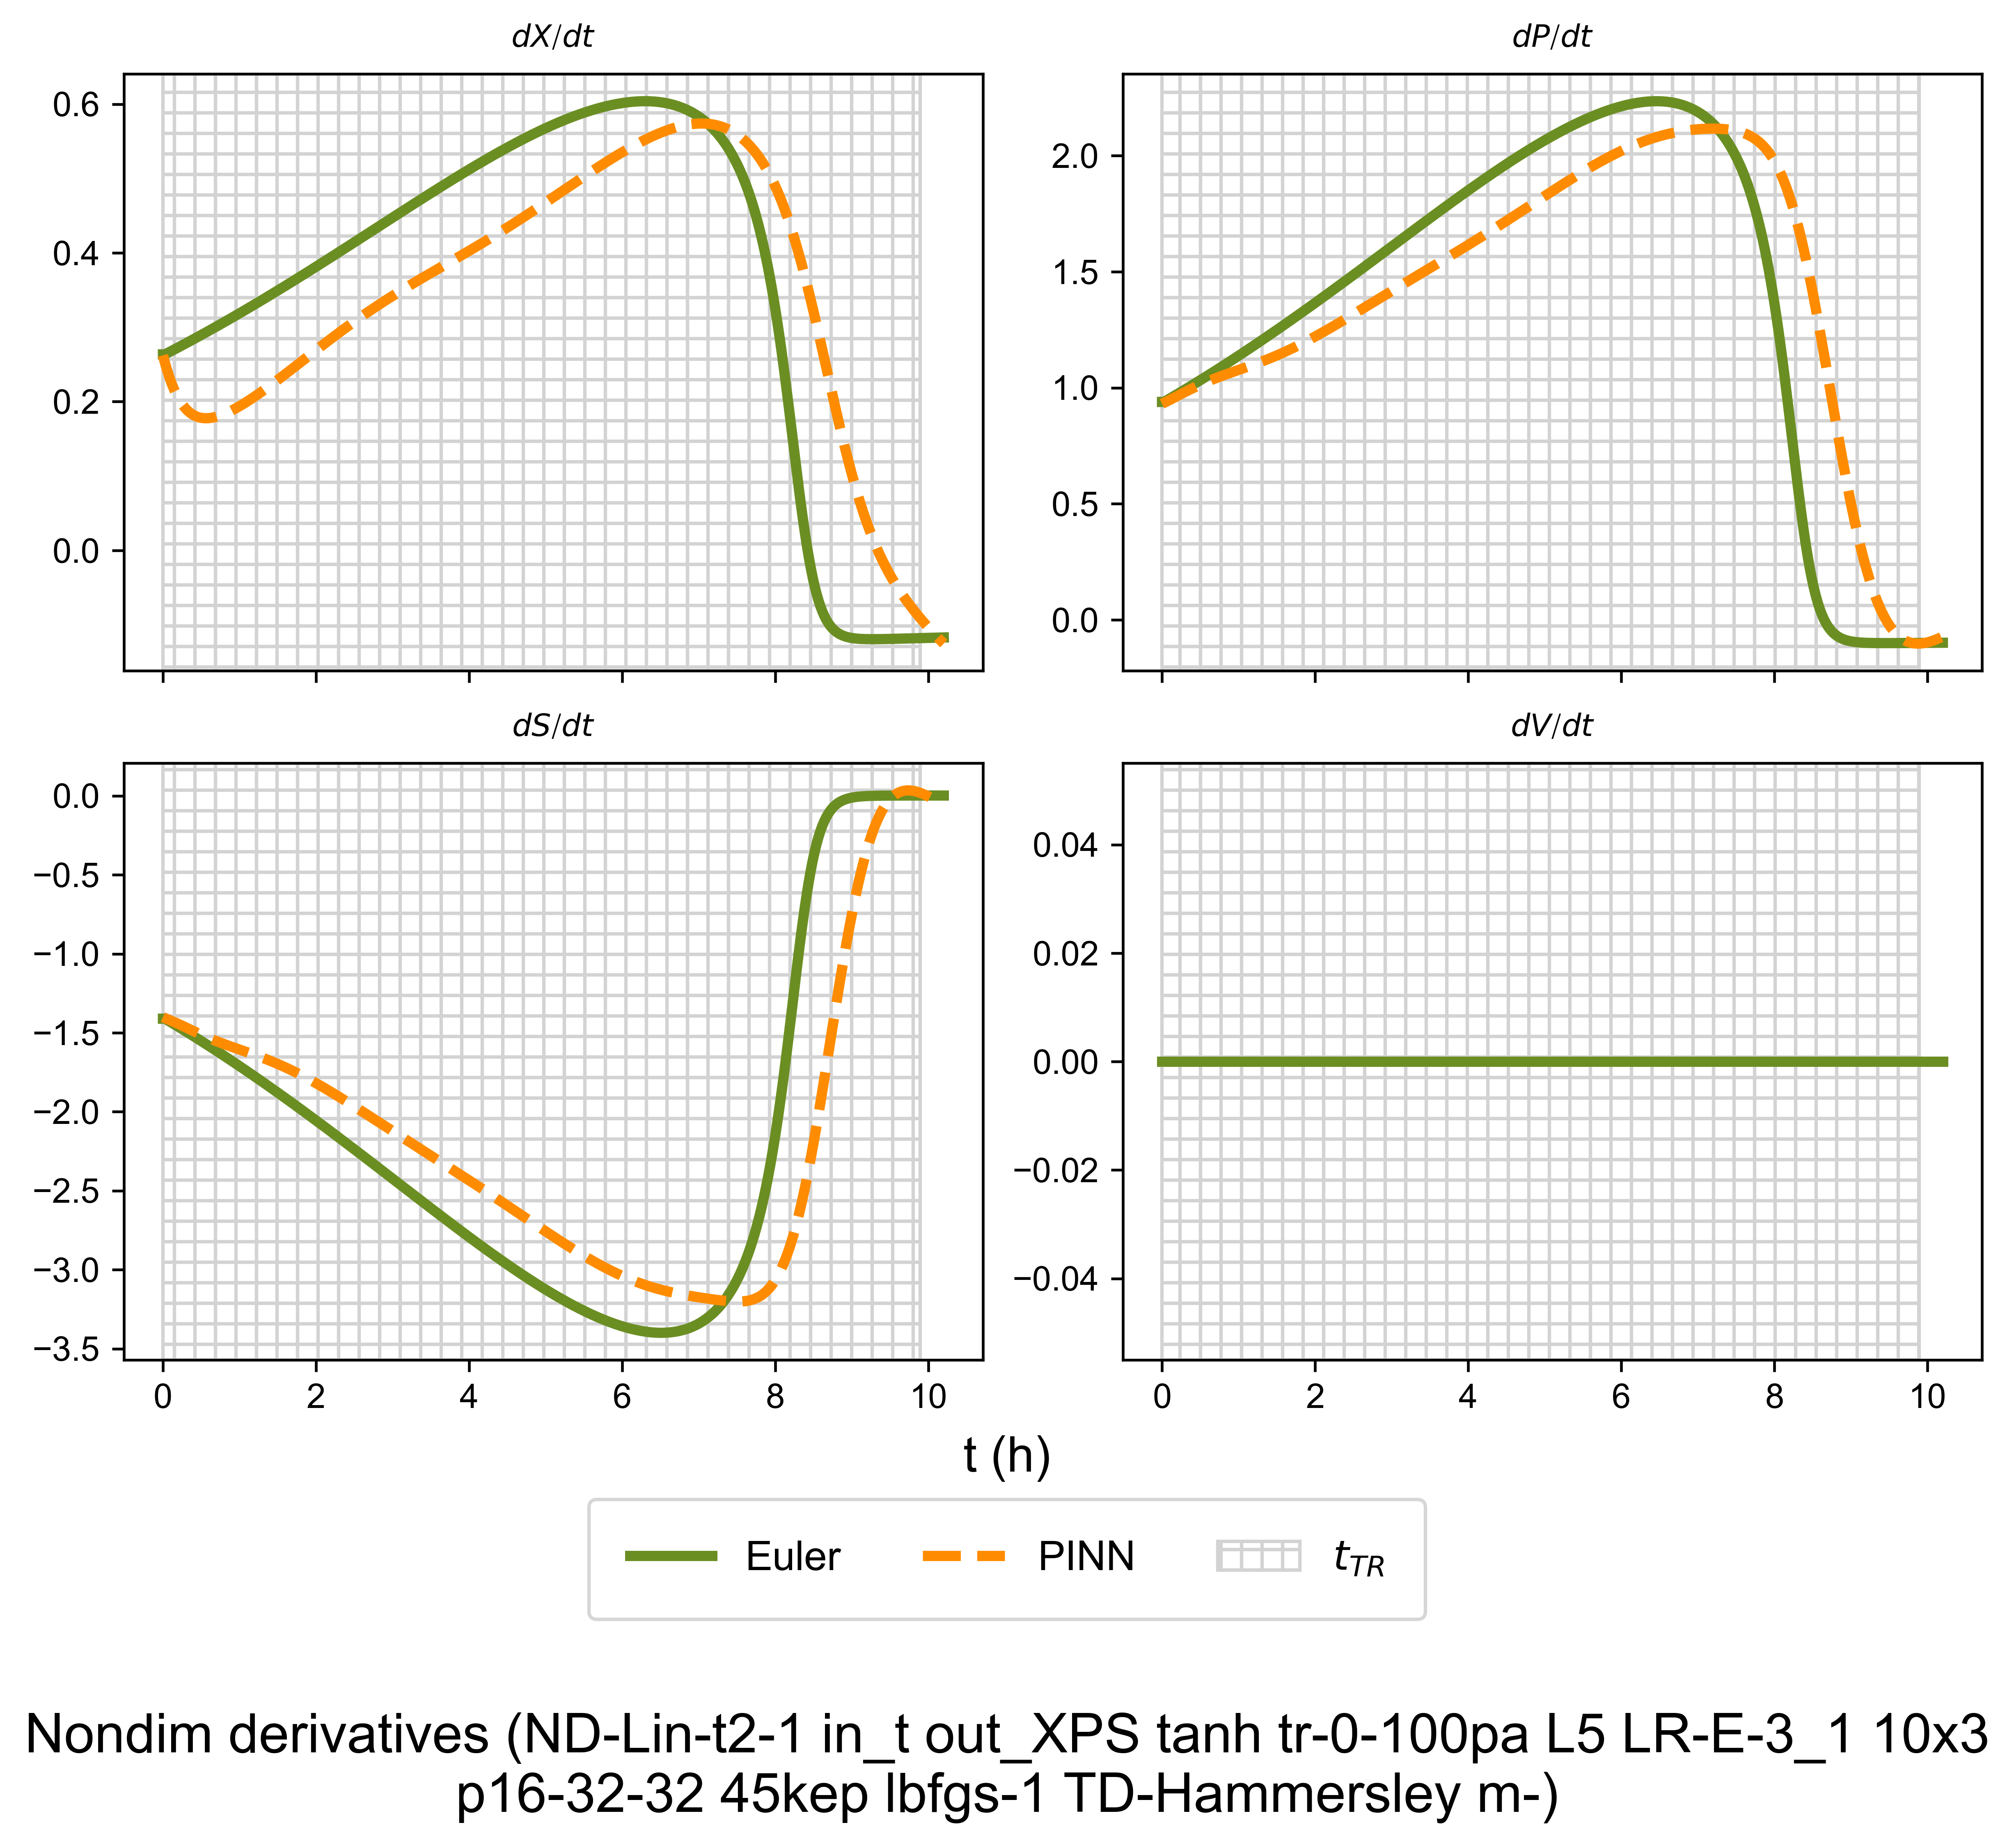 dX/dt
dP/dt
0.6
0.4
0.2
0.0
2.0
1.5
1.0
0.5
0.0
dS/dt
dV/dt
0.0
−0.5
−1.0
−1.5
−2.0
−2.5
−3.0
−3.5
0.04
0.02
0.00
−0.02
−0.04
0 2 4 6 8 10
0 2 4 6 8 10
t (h)
Euler PINN t_TR
Nondim derivatives (ND-Lin-t2-1 in_t out_XPS tanh tr-0-100pa L5 LR-E-3_1 10x3
p16-32-32 45kep lbfgs-1 TD-Hammersley m-)